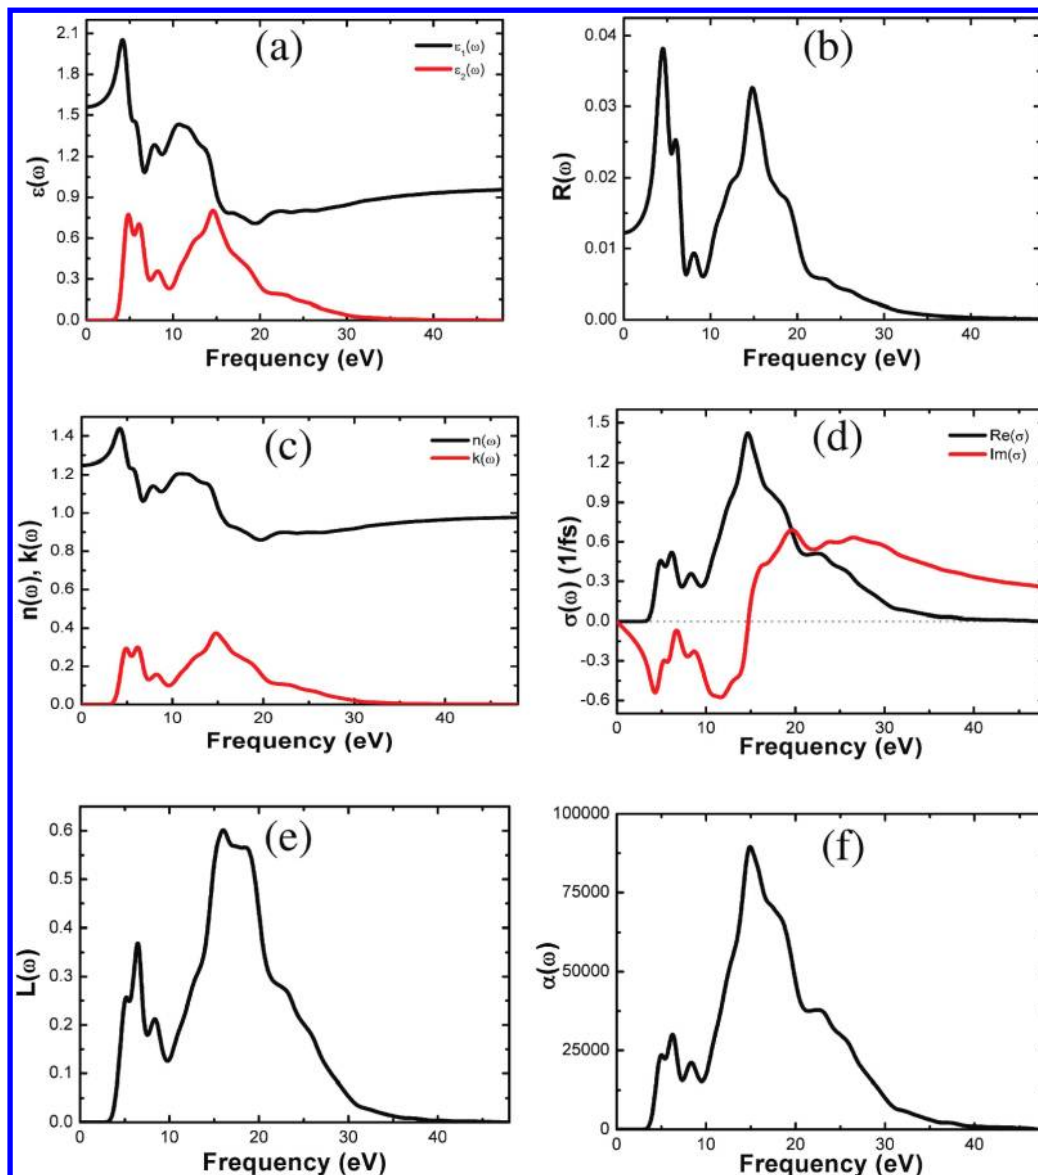 (a)
ε₁(ω)
ε₂(ω)
ε(ω)
2.1
1.8
1.5
1.2
0.9
0.6
0.3
0.0
0 10 20 30 40
Frequency (eV)
(b)
R(ω)
0.04
0.03
0.02
0.01
0.00
0 10 20 30 40
Frequency (eV)
(c)
n(ω)
k(ω)
n(ω), k(ω)
1.4
1.2
1.0
0.8
0.6
0.4
0.2
0.0
0 10 20 30 40
Frequency (eV)
(d)
Re(σ)
Im(σ)
σ(ω) (1/fs)
1.5
1.2
0.9
0.6
0.3
0.0
-0.3
-0.6
0 10 20 30 40
Frequency (eV)
(e)
L(ω)
0.6
0.5
0.4
0.3
0.2
0.1
0.0
0 10 20 30 40
Frequency (eV)
(f)
α(ω)
100000
75000
50000
25000
0
0 10 20 30 40
Frequency (eV)